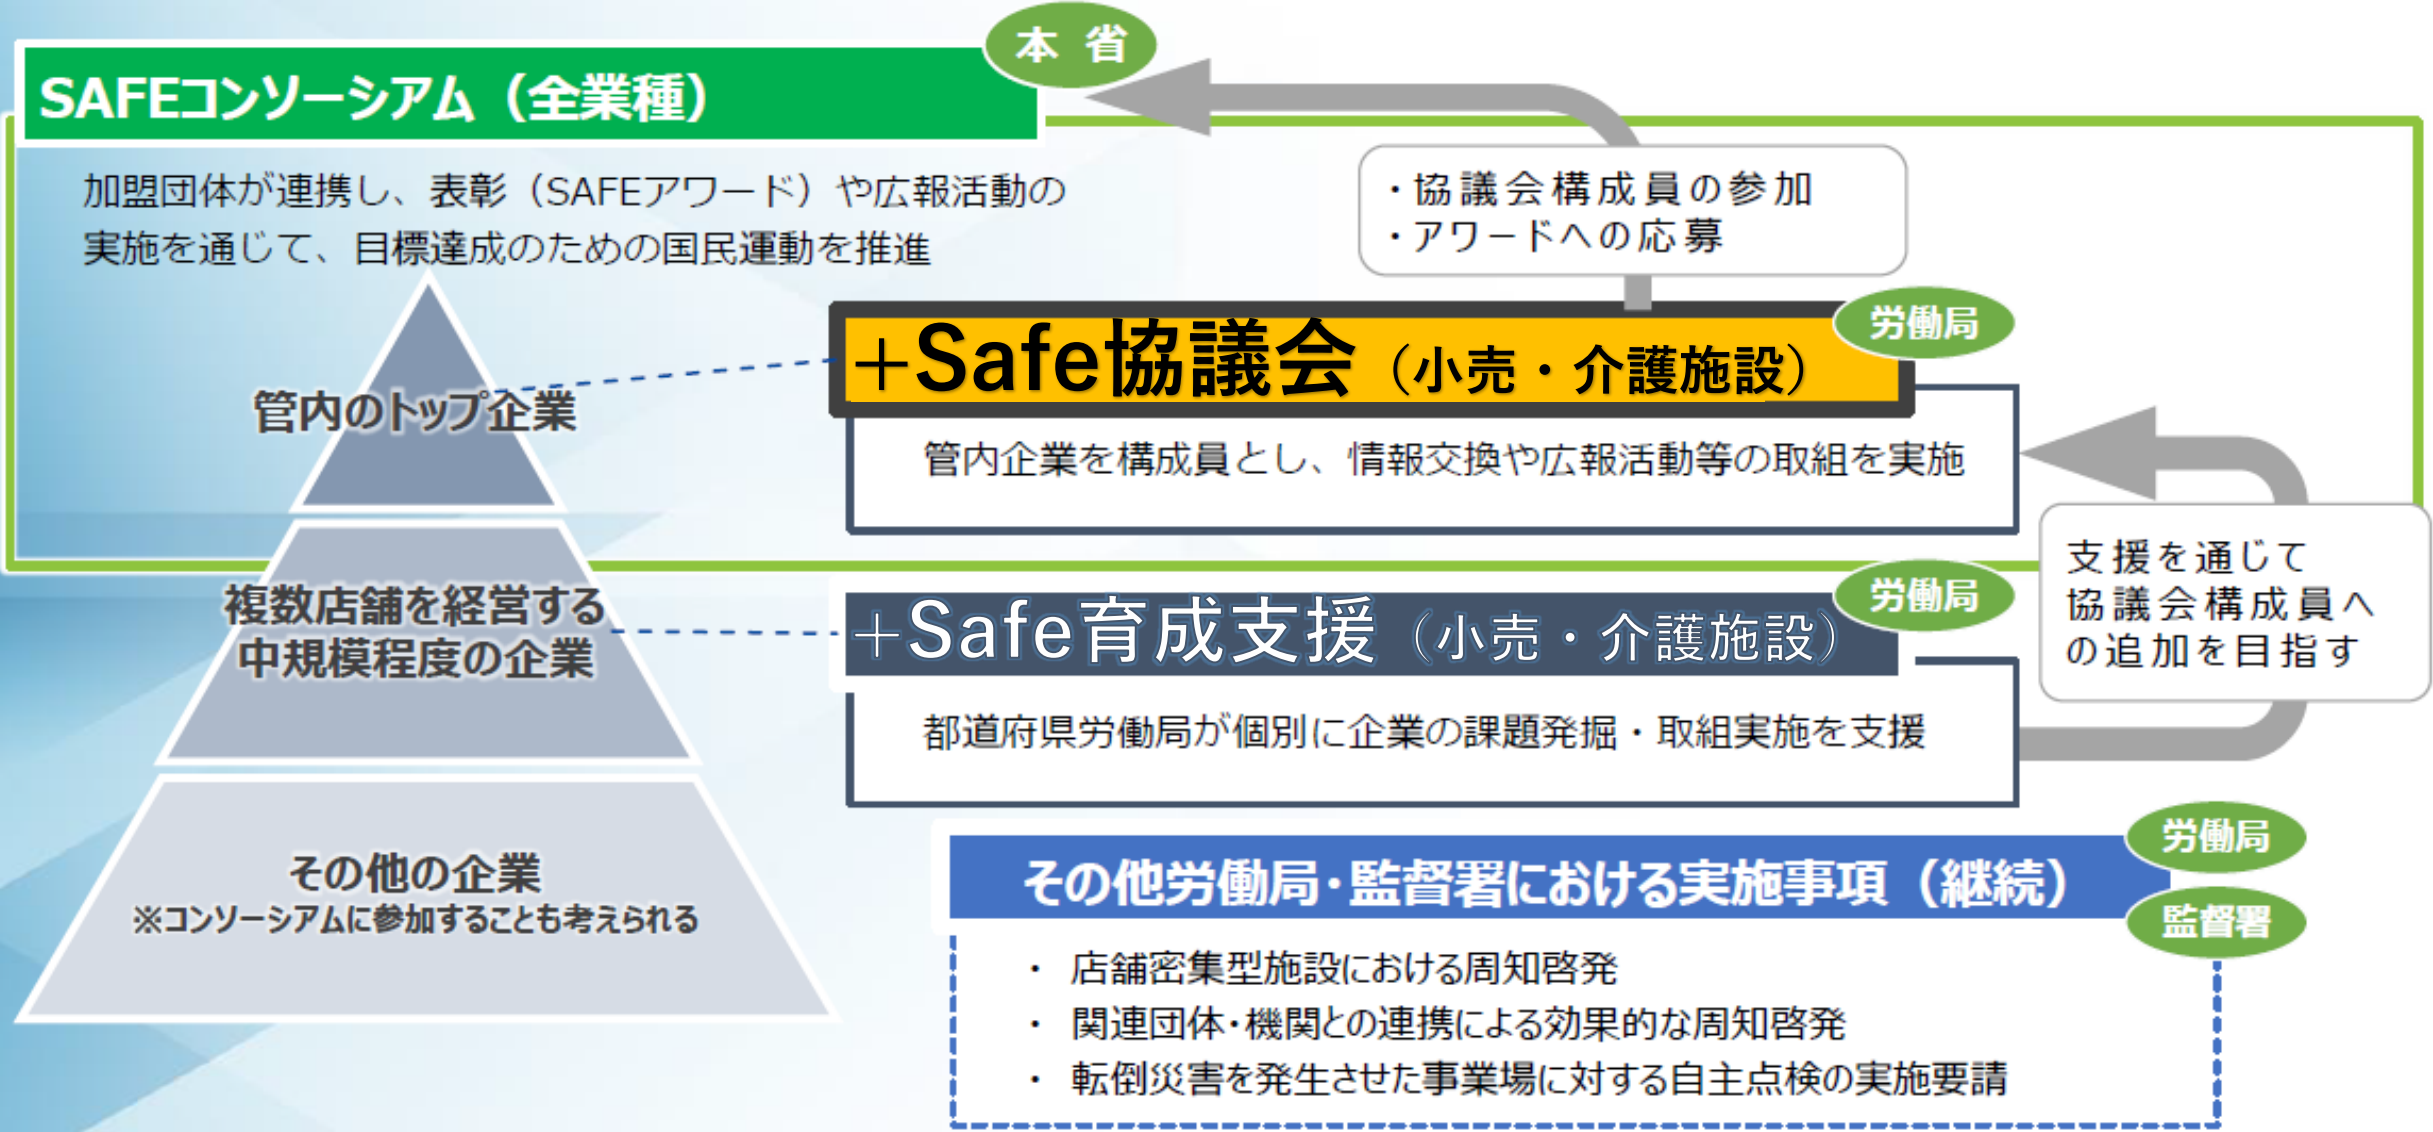 本 省
SAFEコンソーシアム（全業種）
加盟団体が連携し、表彰（SAFEアワード）や広報活動の
実施を通じて、目標達成のための国民運動を推進
・協議会構成員の参加
・アワードへの応募
労働局
＋Safe協議会（小売・介護施設）
管内のトップ企業
管内企業を構成員とし、情報交換や広報活動等の取組を実施
支援を通じて
協議会構成員へ
の追加を目指す
労働局
＋Safe育成支援（小売・介護施設）
複数店舗を経営する
中規模程度の企業
都道府県労働局が個別に企業の課題発掘・取組実施を支援
その他の企業
※コンソーシアムに参加することも考えられる
労働局
その他労働局・監督署における実施事項（継続）
監督署
・ 店舗密集型施設における周知啓発
・ 関連団体・機関との連携による効果的な周知啓発
・ 転倒災害を発生させた事業場に対する自主点検の実施要請